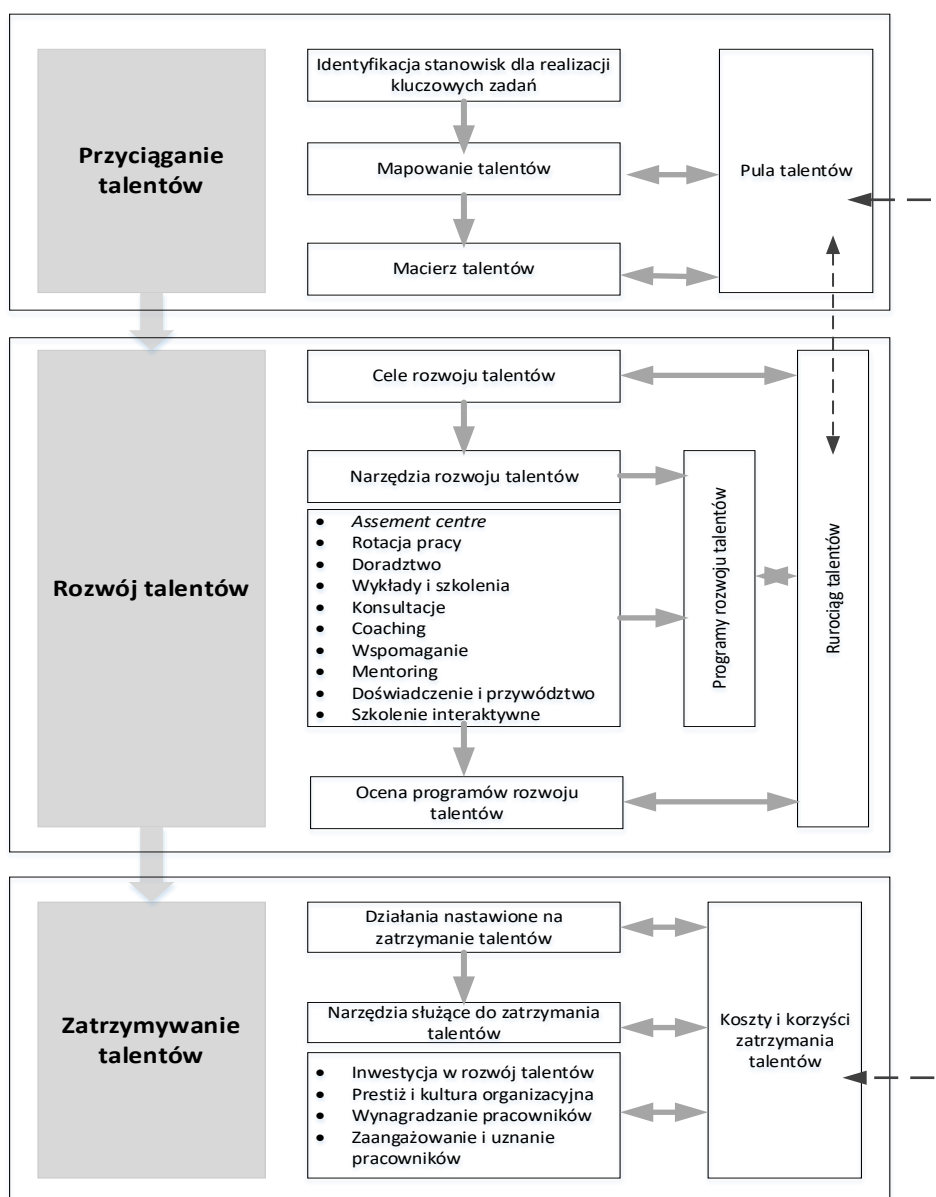 Przyciąganie
talentów
Identyfikacja stanowisk dla realizacji
kluczowych zadań
Mapowanie talentów
Macierz talentów
Pula talentów
Rozwój talentów
Cele rozwoju talentów
Narzędzia rozwoju talentów
• Assement centre
• Rotacja pracy
• Doradztwo
• Wykłady i szkolenia
• Konsultacje
• Coaching
• Wspomaganie
• Mentoring
• Doświadczenie i przywództwo
• Szkolenie interaktywne
Ocena programów rozwoju
talentów
Programy rozwoju talentów
Rurociąg talentów
Zatrzymywanie
talentów
Działania nastawione na
zatrzymanie talentów
Narzędzia służące do zatrzymania
talentów
• Inwestycja w rozwój talentów
• Prestiż i kultura organizacyjna
• Wynagradzanie pracowników
• Zaangażowanie i uznanie
pracowników
Koszty i korzyści
zatrzymania
talentów